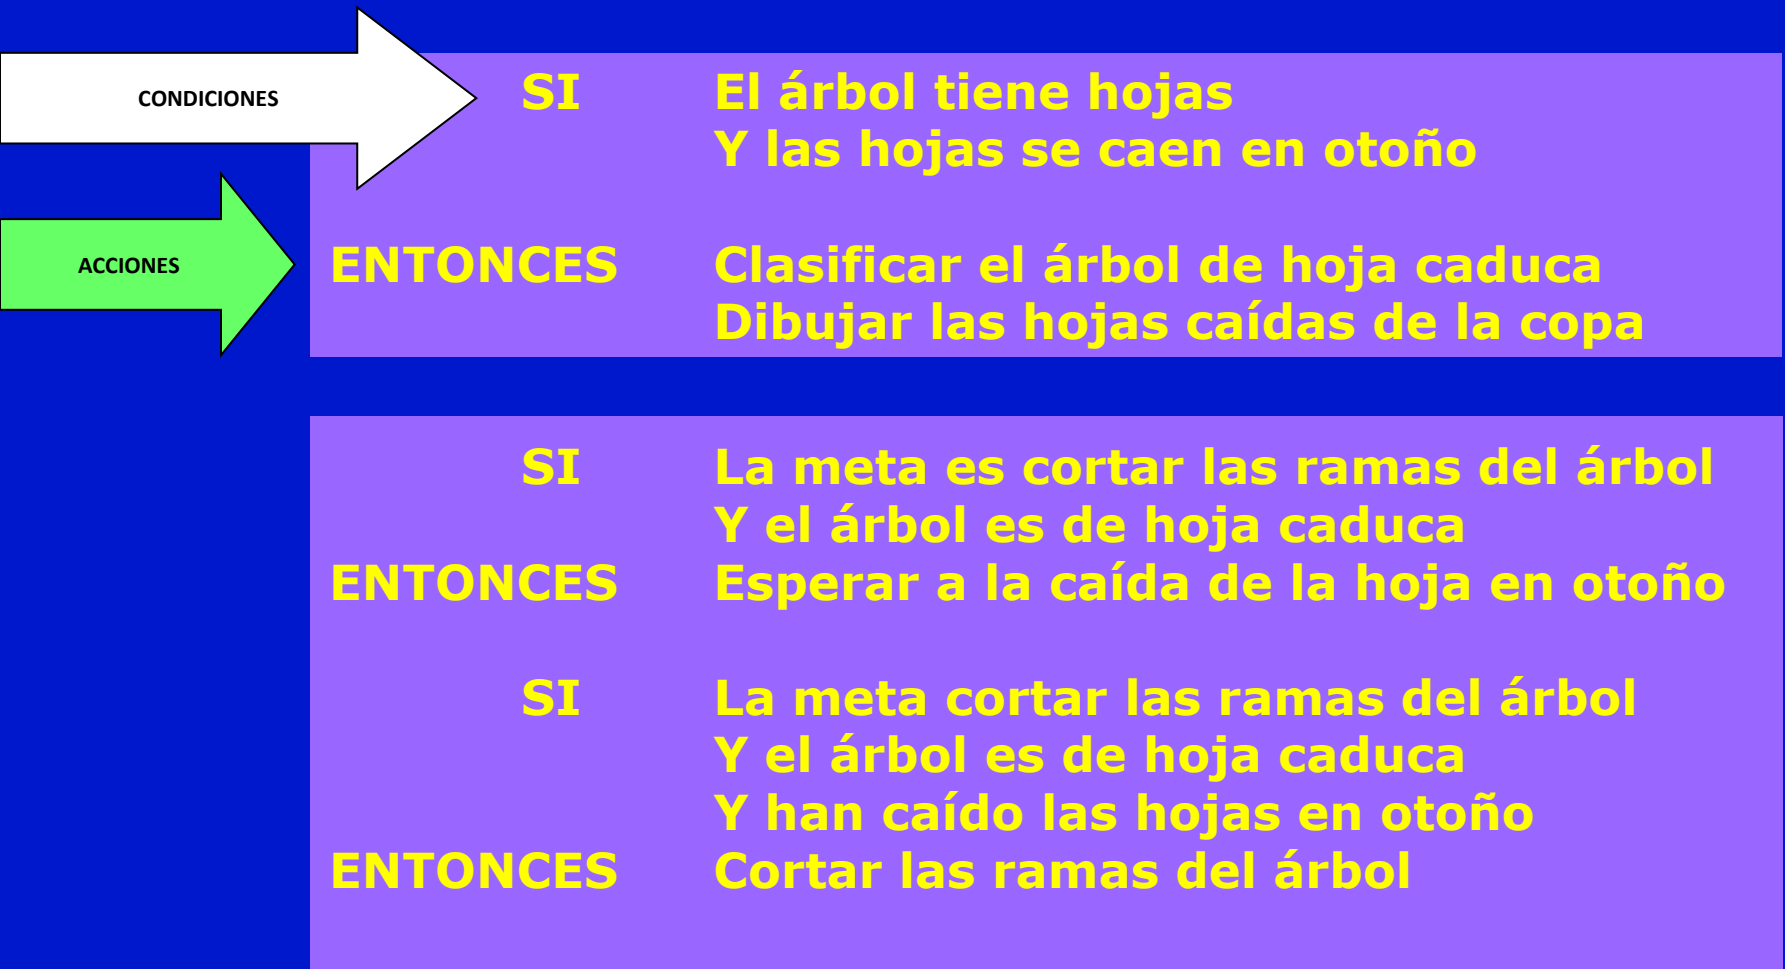 CONDICIONES
SI El árbol tiene hojas
Y las hojas se caen en otoño
ACCIONES
ENTONCES Clasificar el árbol de hoja caduca
Dibujar las hojas caídas de la copa
SI La meta es cortar las ramas del árbol
Y el árbol es de hoja caduca
ENTONCES Esperar a la caída de la hoja en otoño
SI La meta cortar las ramas del árbol
Y el árbol es de hoja caduca
Y han caído las hojas en otoño
ENTONCES Cortar las ramas del árbol